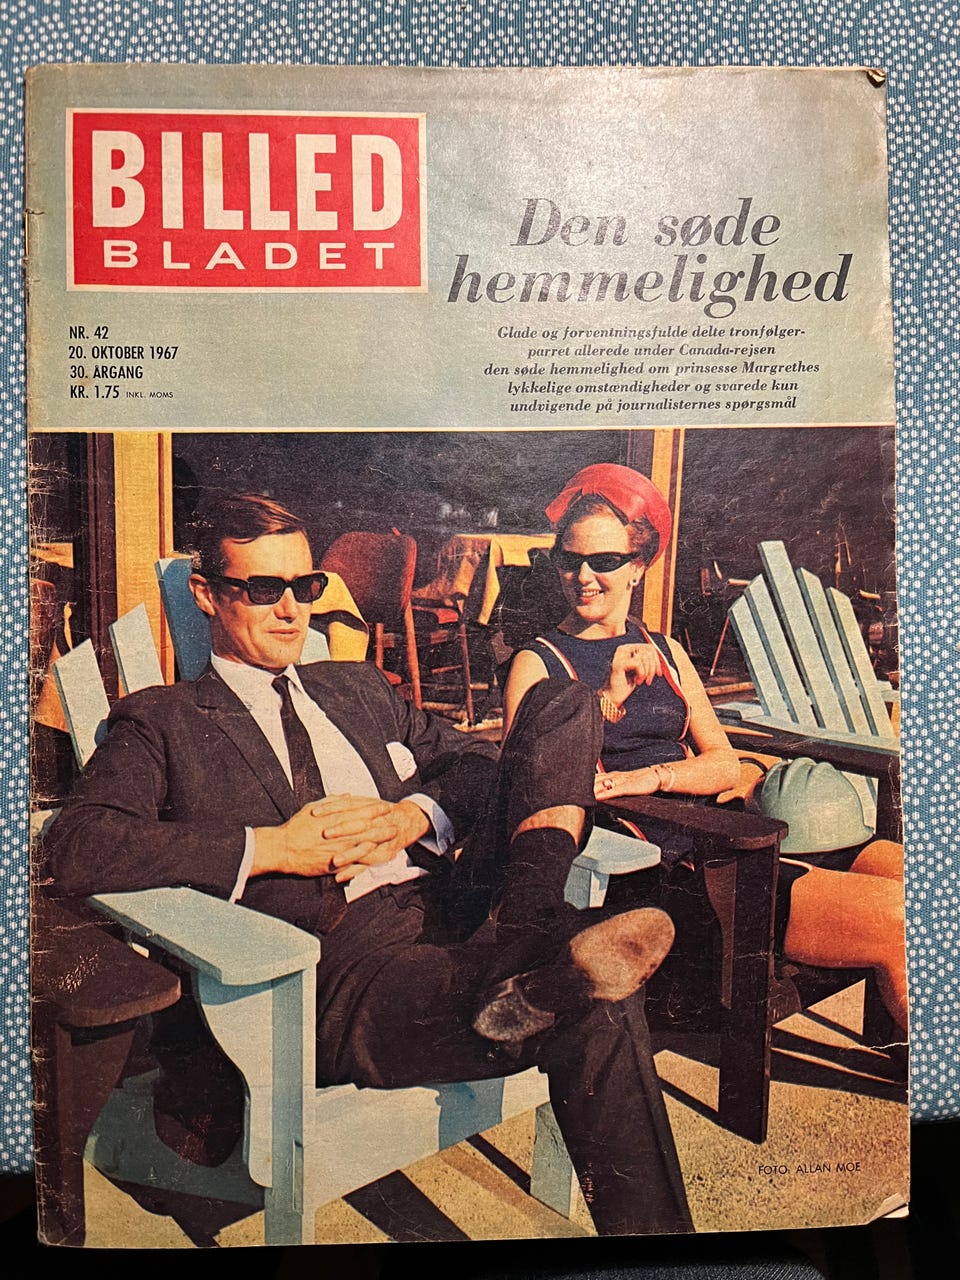 BILLED
BLADET
NR. 42
20. OKTOBER 1967
30. ÅRGANG
KR. 1.75 INKL. MOMS
Den søde
hemmelighed
Glade og forventningsfulde delte tronfølger-
parret allerede under Canada-rejsen
den søde hemmelighed om prinsesse Margrethes
lykkelige omstændigheder og svarede kun
undvigende på journalisternes spørgsmål
FOTO: ALLAN MOE